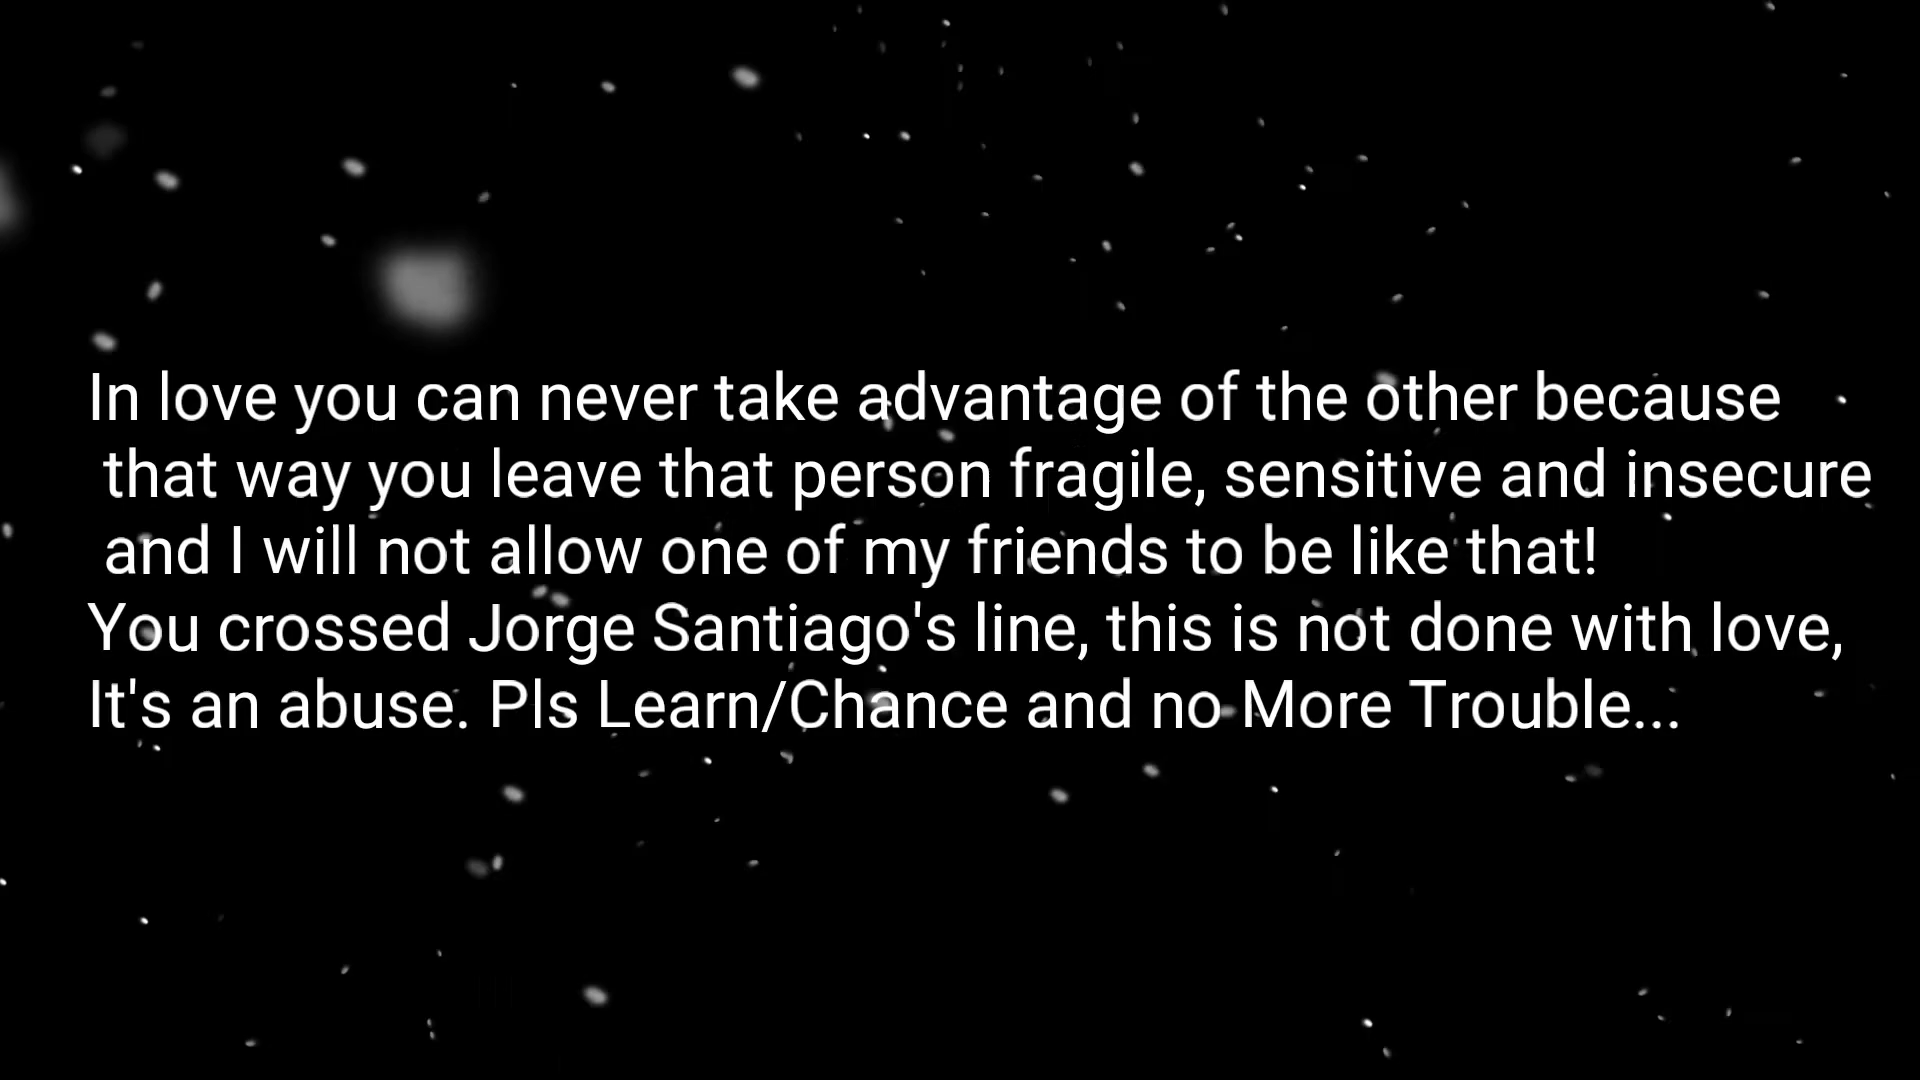 In love you can never take advantage of the other because
that way you leave that person fragile, sensitive and insecure
and I will not allow one of my friends to be like that!
You crossed Jorge Santiago's line, this is not done with love,
It's an abuse. Pls Learn/Chance and no More Trouble...